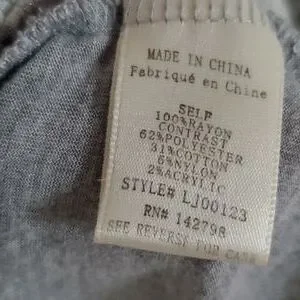 MADE IN CHINA
Fabriqué en Chine
SELF
100%RAYON
CONTRAST
62%POLYESTER
31%COTTON
5%NYLON
2%ACRYLIC
STYLE# LJ00123
RN# 142798
SEE REVERSE FOR CARE